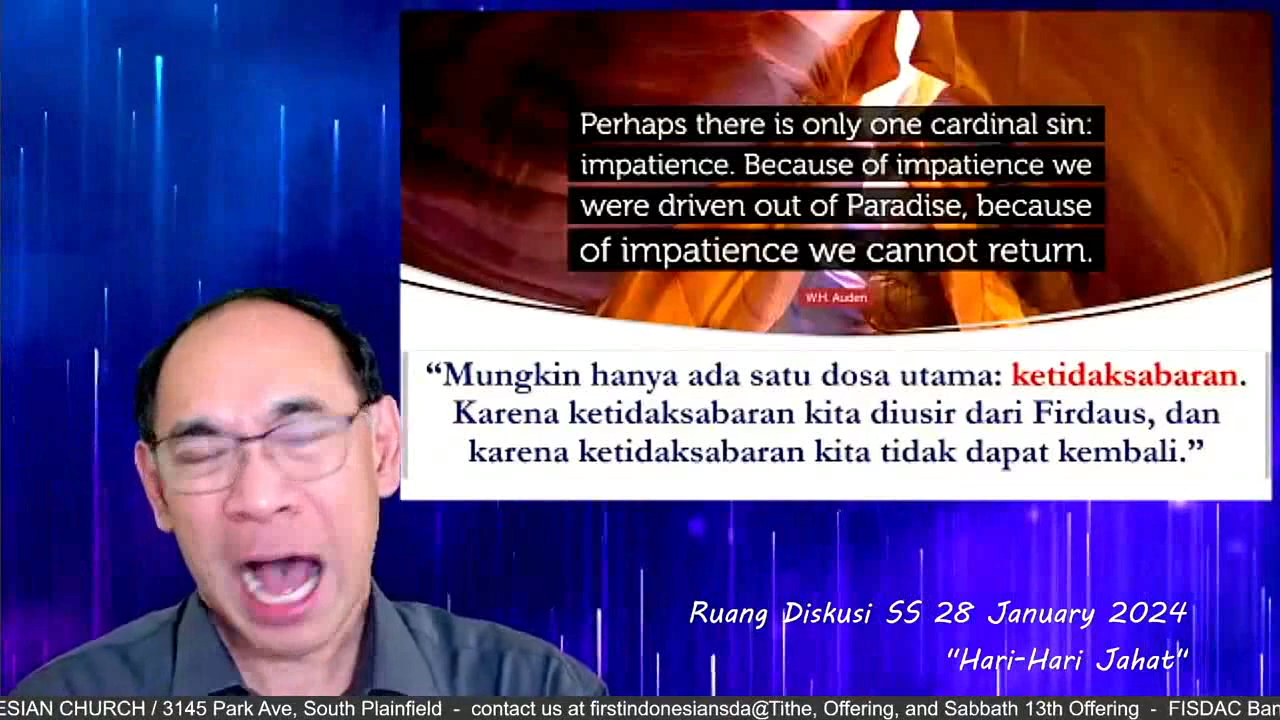 Perhaps there is only one cardinal sin:
impatience. Because of impatience we
were driven out of Paradise, because
of impatience we cannot return.
W.H. Auden
“Mungkin hanya ada satu dosa utama: ketidaksabaran.
Karena ketidaksabaran kita diusir dari Firdaus, dan
karena ketidaksabaran kita tidak dapat kembali.”
Ruang Diskusi SS 28 January 2024
"Hari-Hari Jahat"
ESIAN CHURCH / 3145 Park Ave, South Plainfield - contact us at firstindonesiansda@Tithe, Offering, and Sabbath 13th Offering - FISDAC Ban